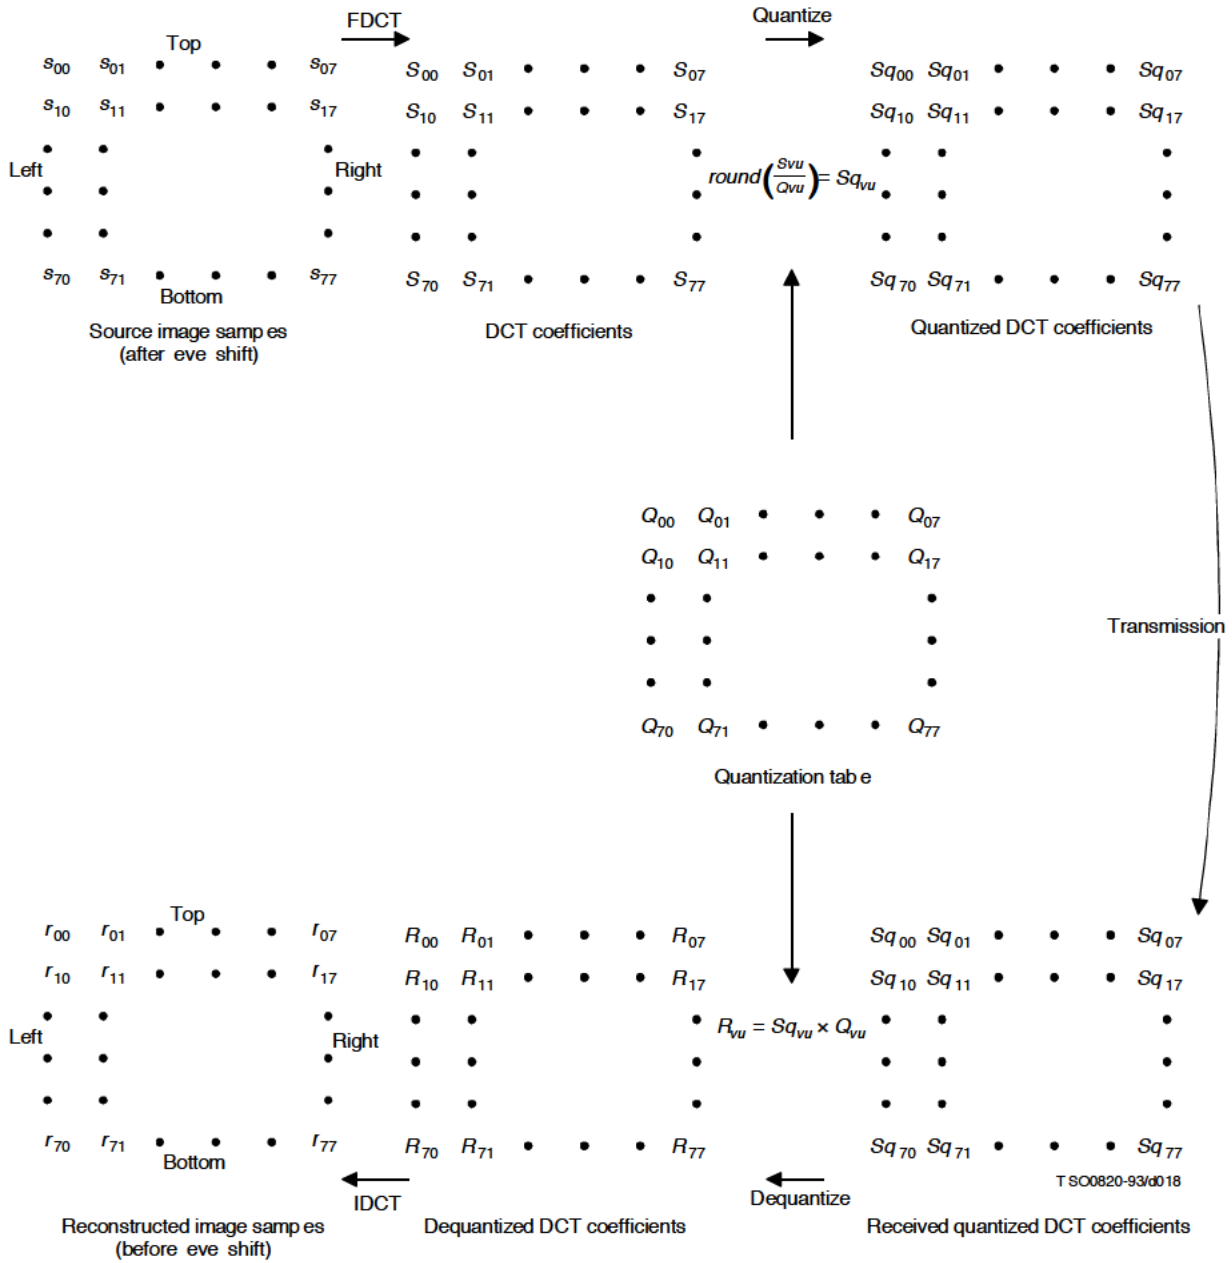 FDCT
Quantize
Top
s00 s01 • • • s07
S00 S01 • • • S07
Sq00 Sq01 • • • Sq07
s10 s11 • • • s17
S10 S11 • • • S17
Sq10 Sq11 • • • Sq17
Left
Right
round(Svu/Qvu) = Sqvu
s70 s71 • • • s77
S70 S71 • • • S77
Sq70 Sq71 • • • Sq77
Bottom
Source image samp es
(after eve shift)
DCT coefficients
Quantized DCT coefficients
Q00 Q01 • • • Q07
Q10 Q11 • • • Q17
Transmission
Q70 Q71 • • • Q77
Quantization tab e
Top
r00 r01 • • • r07
R00 R01 • • • R07
Sq00 Sq01 • • • Sq07
r10 r11 • • • r17
R10 R11 • • • R17
Sq10 Sq11 • • • Sq17
Left
Right
Rvu = Sqvu × Qvu
r70 r71 • • • r77
R70 R71 • • • R77
Sq70 Sq71 • • • Sq77
Bottom
IDCT
Dequantize
T SO0820-93/d018
Reconstructed image samp es
(before eve shift)
Dequantized DCT coefficients
Received quantized DCT coefficients